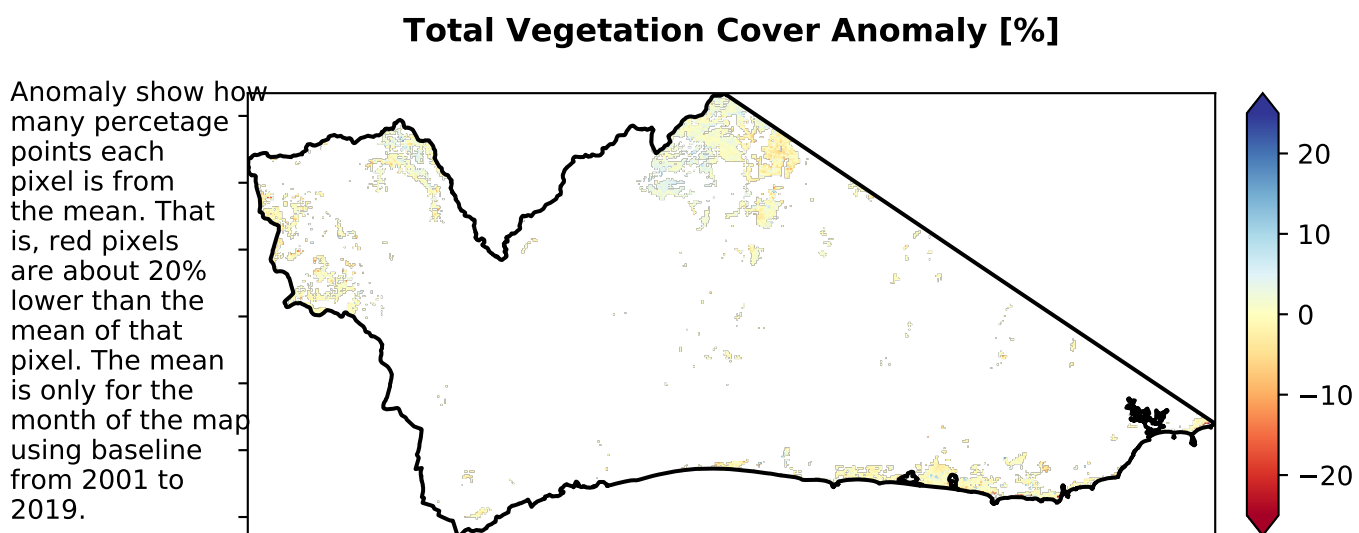 Total Vegetation Cover Anomaly [%]
Anomaly show how
many percetage
points each
pixel is from
the mean. That
is, red pixels
are about 20%
lower than the
mean of that
pixel. The mean
is only for the
month of the map
using baseline
from 2001 to
2019.
20
10
0
−10
−20